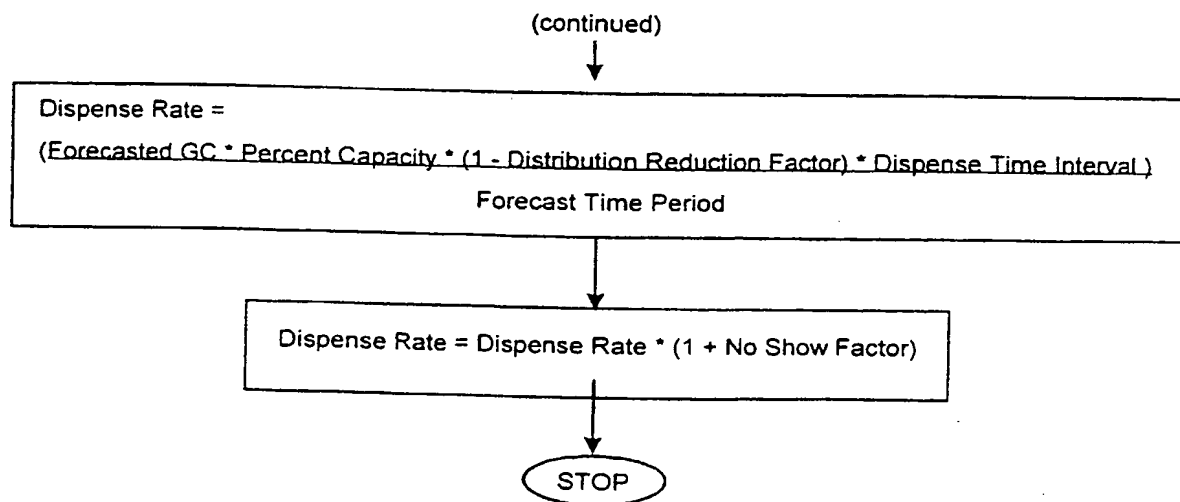 (continued)
Dispense Rate =
(Forecasted GC * Percent Capacity * (1 - Distribution Reduction Factor) * Dispense Time Interval )
Forecast Time Period
Dispense Rate = Dispense Rate * (1 + No Show Factor)
STOP